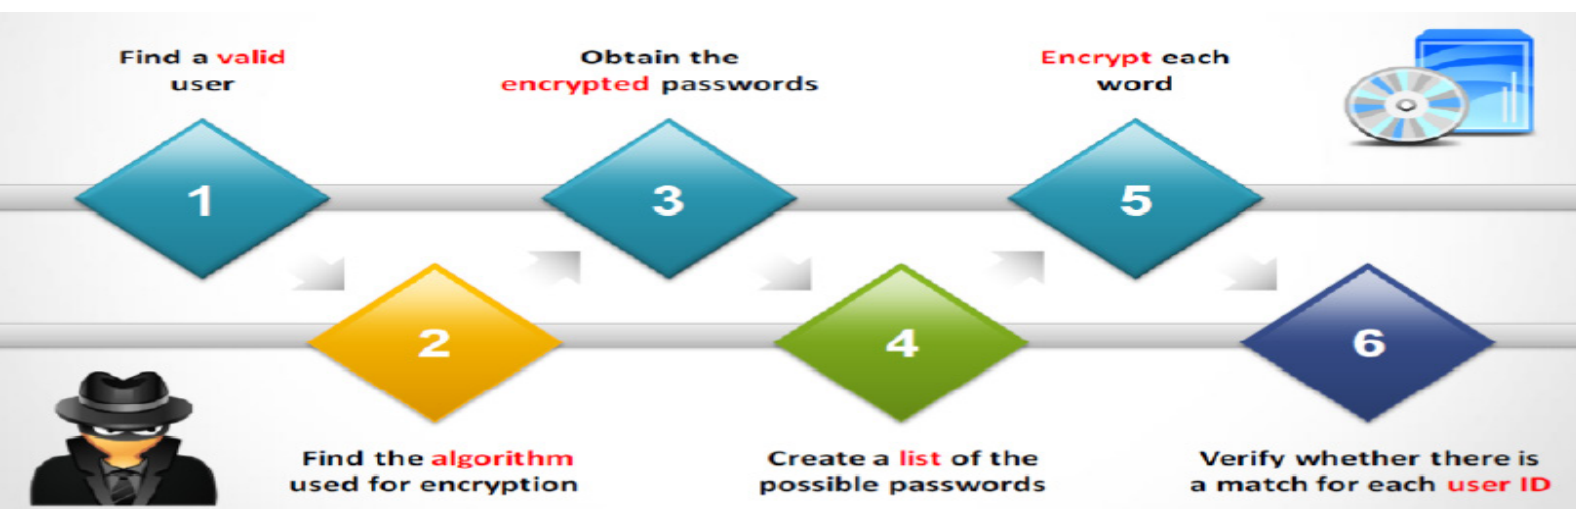 Find a valid
user
1
Find the algorithm
used for encryption
2
Obtain the
encrypted passwords
3
Create a list of the
possible passwords
4
Encrypt each
word
5
Verify whether there is
a match for each user ID
6